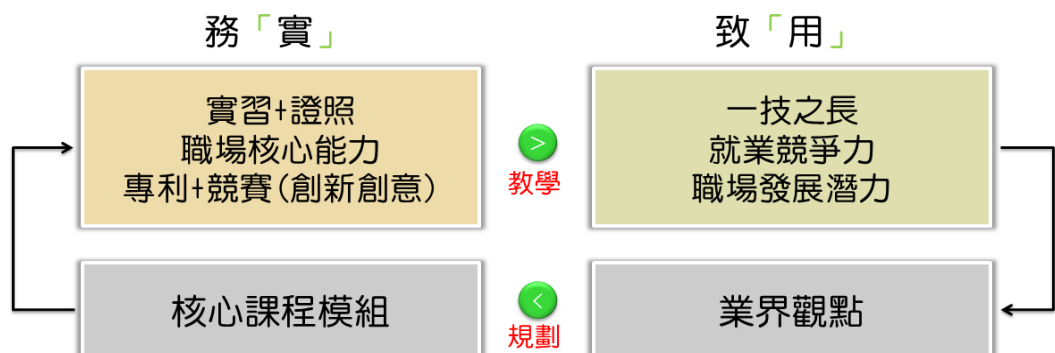 務「實」
致「用」
實習+證照
職場核心能力
專利+競賽(創新創意)
>
教學
一技之長
就業競爭力
職場發展潛力
核心課程模組
<
規劃
業界觀點